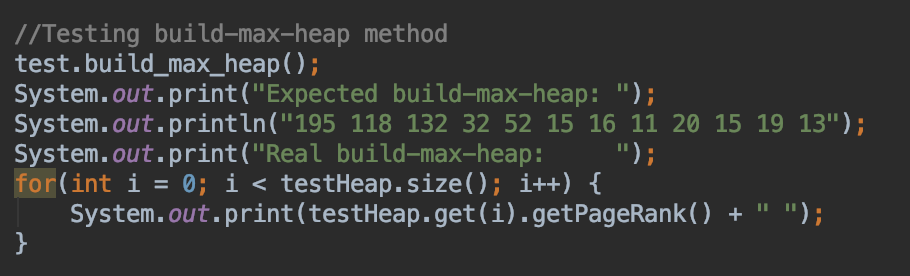 //Testing build-max-heap method
test.build_max_heap();
System.out.print("Expected build-max-heap: ");
System.out.println("195 118 132 32 52 15 16 11 20 15 19 13");
System.out.print("Real build-max-heap:     ");
for(int i = 0; i < testHeap.size(); i++) {
    System.out.print(testHeap.get(i).getPageRank() + " ");
}